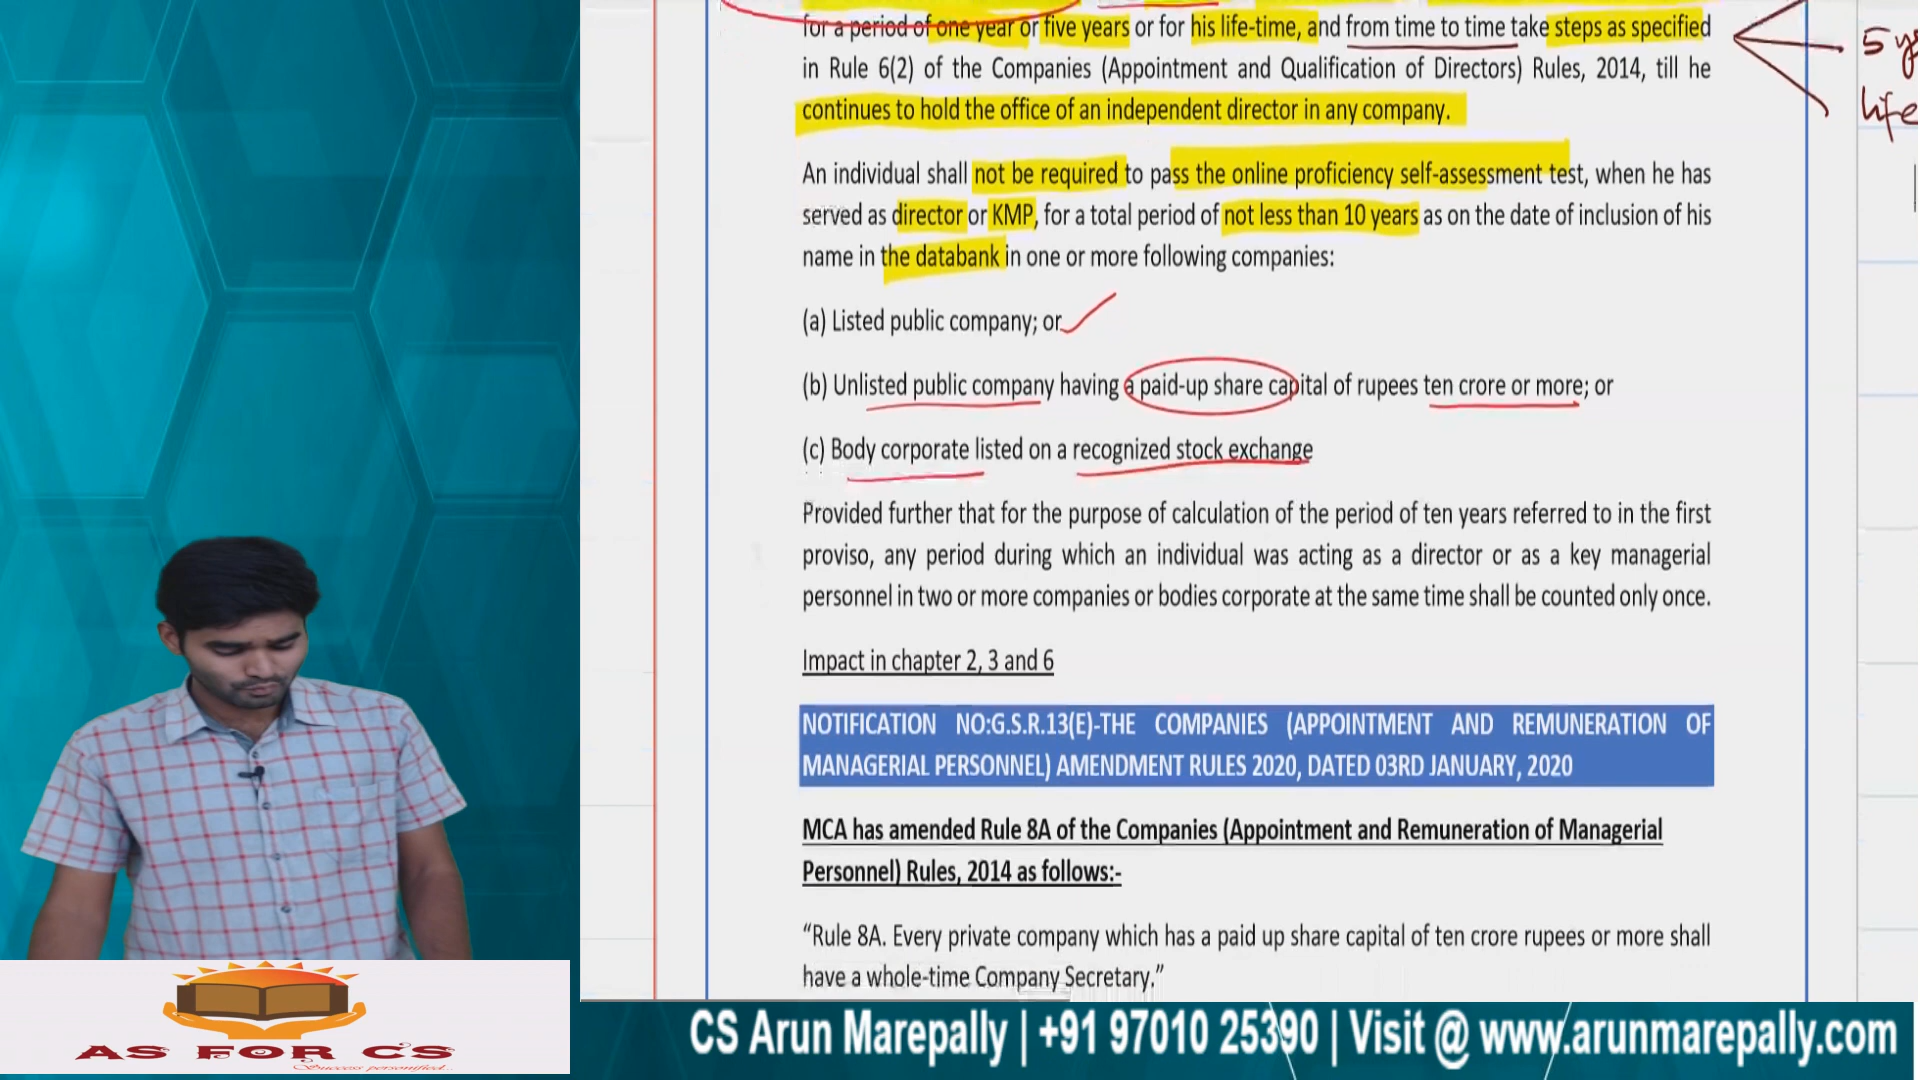 for a period of one year or five years or for his life-time, and from time to time take steps as specified
in Rule 6(2) of the Companies (Appointment and Qualification of Directors) Rules, 2014, till he
continues to hold the office of an independent director in any company.
An individual shall not be required to pass the online proficiency self-assessment test, when he has
served as director or KMP, for a total period of not less than 10 years as on the date of inclusion of his
name in the databank in one or more following companies:
(a) Listed public company; or
(b) Unlisted public company having a paid-up share capital of rupees ten crore or more; or
(c) Body corporate listed on a recognized stock exchange
Provided further that for the purpose of calculation of the period of ten years referred to in the first
proviso, any period during which an individual was acting as a director or as a key managerial
personnel in two or more companies or bodies corporate at the same time shall be counted only once.
Impact in chapter 2, 3 and 6
NOTIFICATION NO:G.S.R.13(E)-THE COMPANIES (APPOINTMENT AND REMUNERATION OF
MANAGERIAL PERSONNEL) AMENDMENT RULES 2020, DATED 03RD JANUARY, 2020
MCA has amended Rule 8A of the Companies (Appointment and Remuneration of Managerial
Personnel) Rules, 2014 as follows:-
“Rule 8A. Every private company which has a paid up share capital of ten crore rupees or more shall
have a whole-time Company Secretary.”
5 
life
AS FOR CS
Success personified...
CS Arun Marepally | +91 97010 25390 | Visit @ www.arunmarepally.com